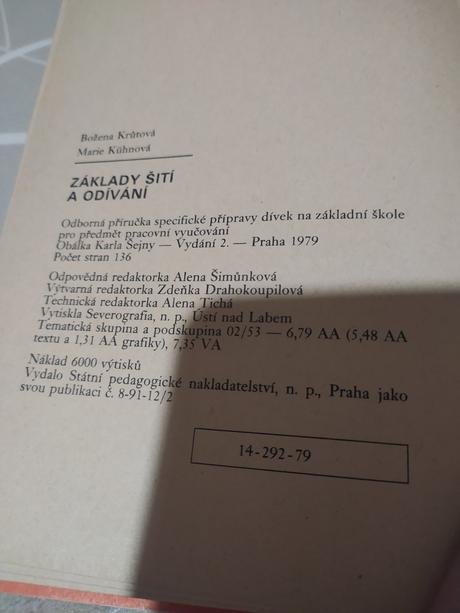 Božena Krůtová
Marie Kühnová
ZÁKLADY ŠITÍ
A ODÍVÁNÍ
Odborná příručka specifické přípravy dívek na základní škole
pro předmět pracovní vyučování
Obálka Karla Šejny — Vydání 2. — Praha 1979
Počet stran 136
Odpovědná redaktorka Alena Šimůnková
Výtvarná redaktorka Zdeňka Drahokoupilová
Technická redaktorka Alena Tichá
Vytiskla Severografia, n. p., Ústí nad Labem
Tématická skupina a podskupina 02/53 — 6,79 AA (5,48 AA
textu a 1,31 AA grafiky), 7,35 VA
Náklad 6000 výtisků
Vydalo Státní pedagogické nakladatelství, n. p., Praha jako
svou publikaci č. 8-91-12/2
14-292-79